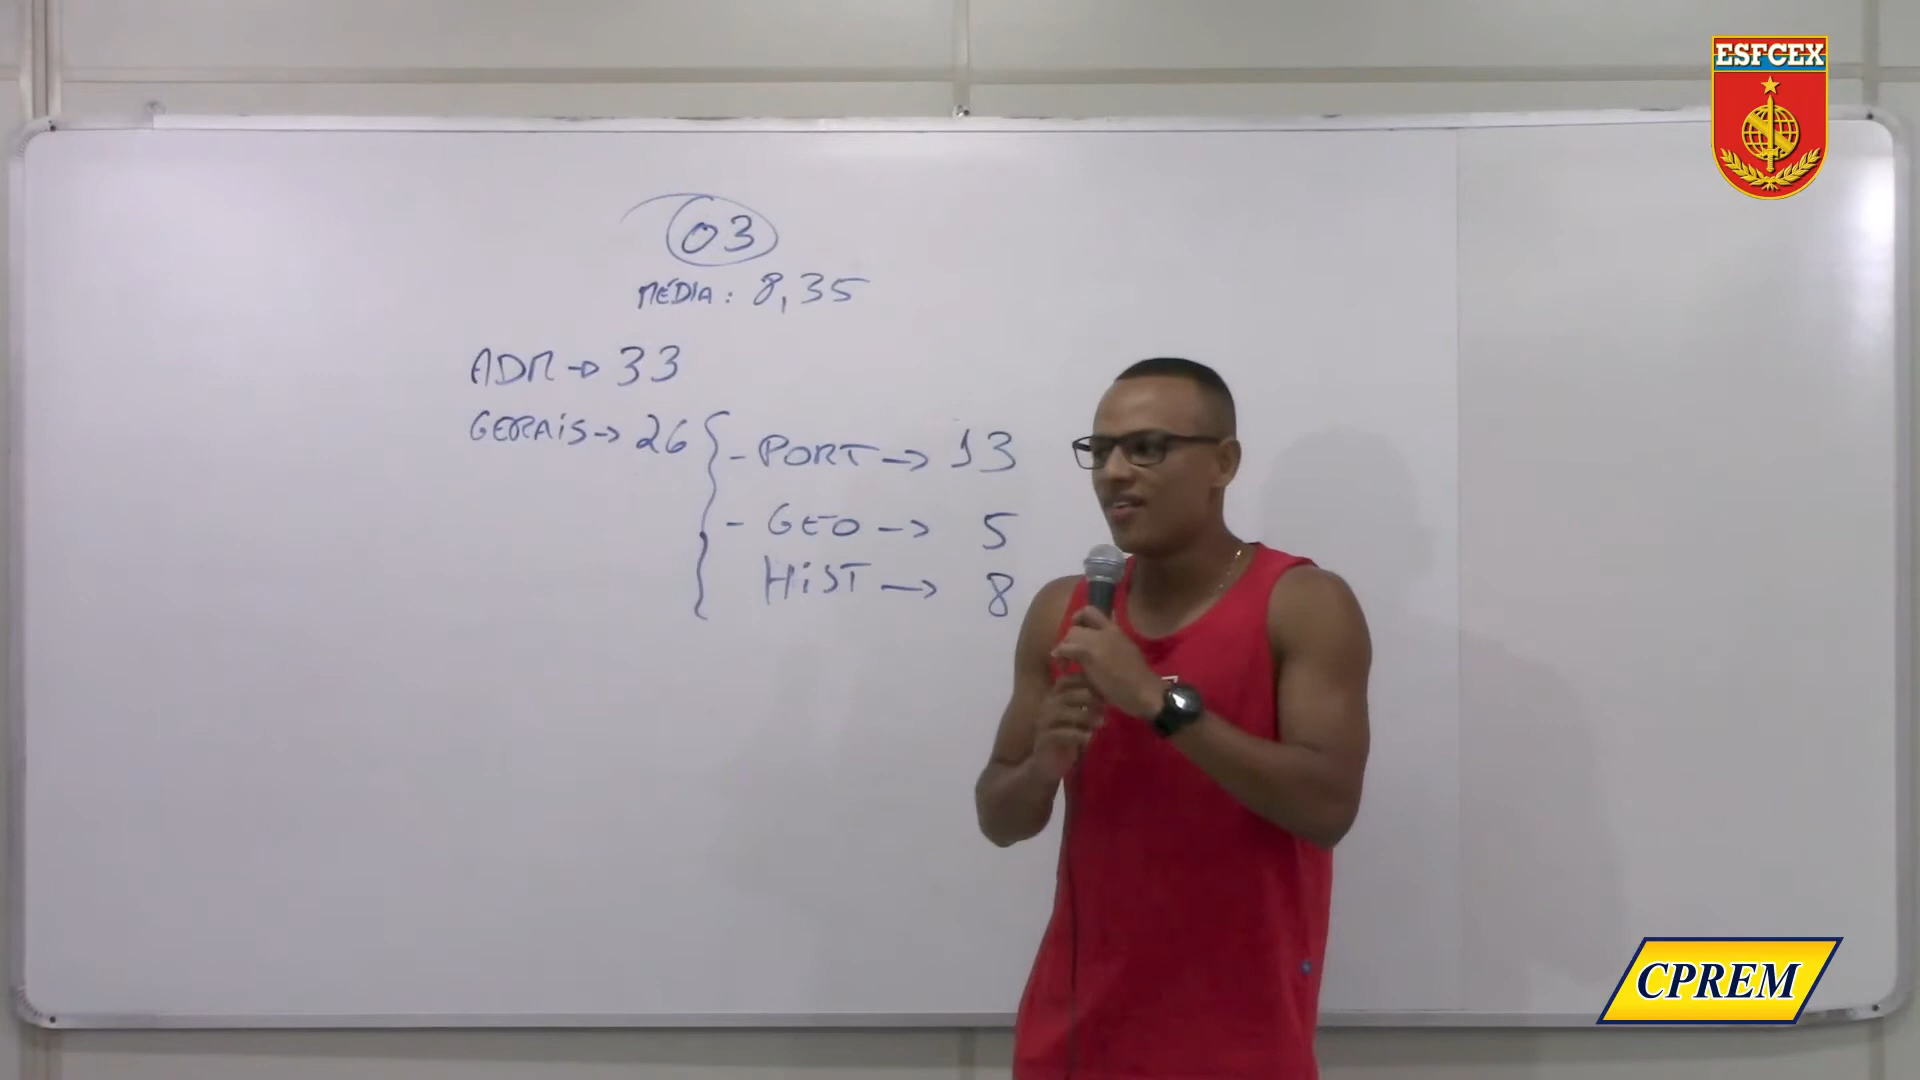 ESFCEX
03
MÉDIA: 8,35
ADM → 33
GERAIS → 26 { - PORT → 13
- GEO → 5
HIST → 8
CPREM